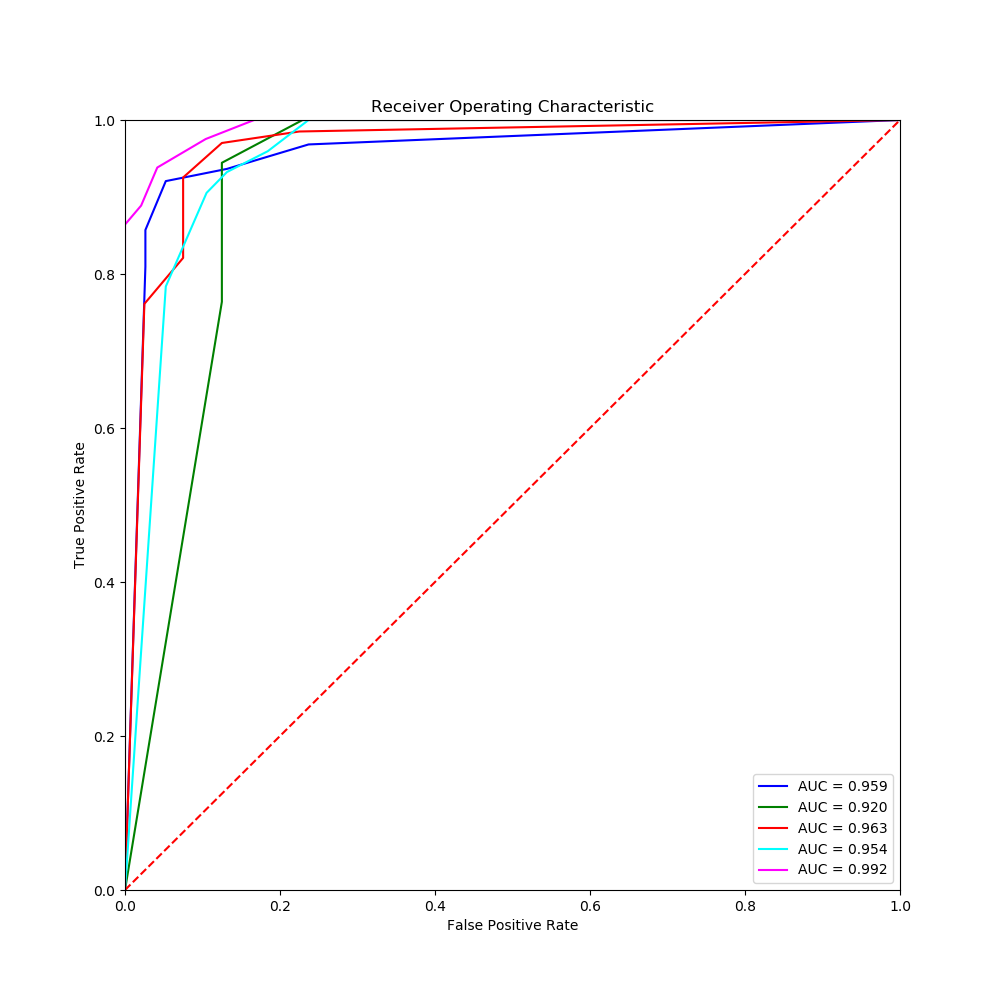 Receiver Operating Characteristic
1.0
0.8
0.6
0.4
0.2
0.0
True Positive Rate
0.0 0.2 0.4 0.6 0.8 1.0
False Positive Rate
AUC = 0.959
AUC = 0.920
AUC = 0.963
AUC = 0.954
AUC = 0.992